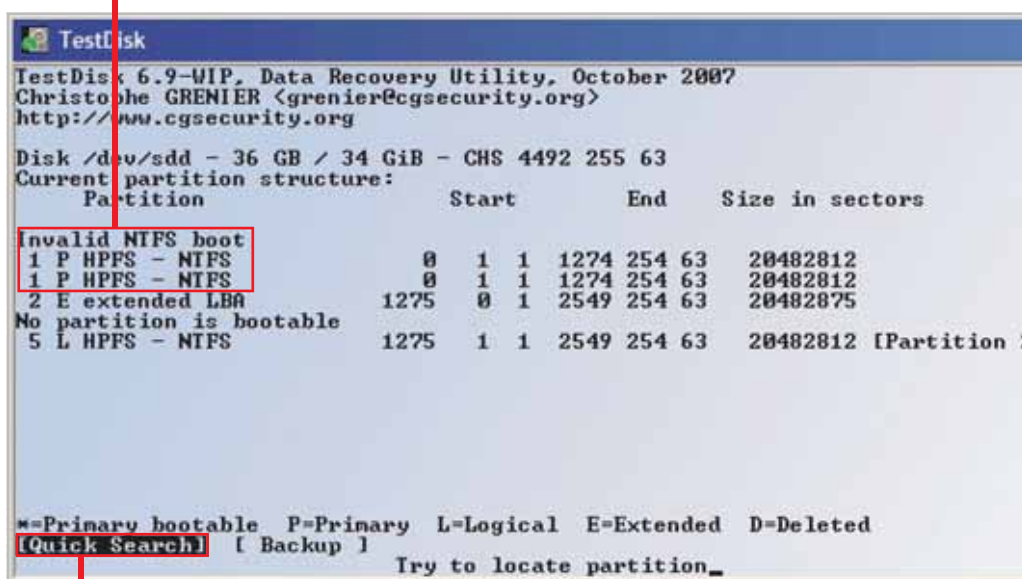 TestDisk
TestDisk 6.9-WIP, Data Recovery Utility, October 2007
Christophe GRENIER <grenier@cgsecurity.org>
http://www.cgsecurity.org
Disk /dev/sdd - 36 GB / 34 GiB - CHS 4492 255 63
Current partition structure:
Partition Start End Size in sectors
Invalid NTFS boot
1 P HPFS - NTFS 0 1 1 1274 254 63 20482812
1 P HPFS - NTFS 0 1 1 1274 254 63 20482812
2 E extended LBA 1275 0 1 2549 254 63 20482875
No partition is bootable
5 L HPFS - NTFS 1275 1 1 2549 254 63 20482812 [Partition
*=Primary bootable P=Primary L=Logical E=Extended D=Deleted
[Quick Search] [ Backup ]
Try to locate partition_